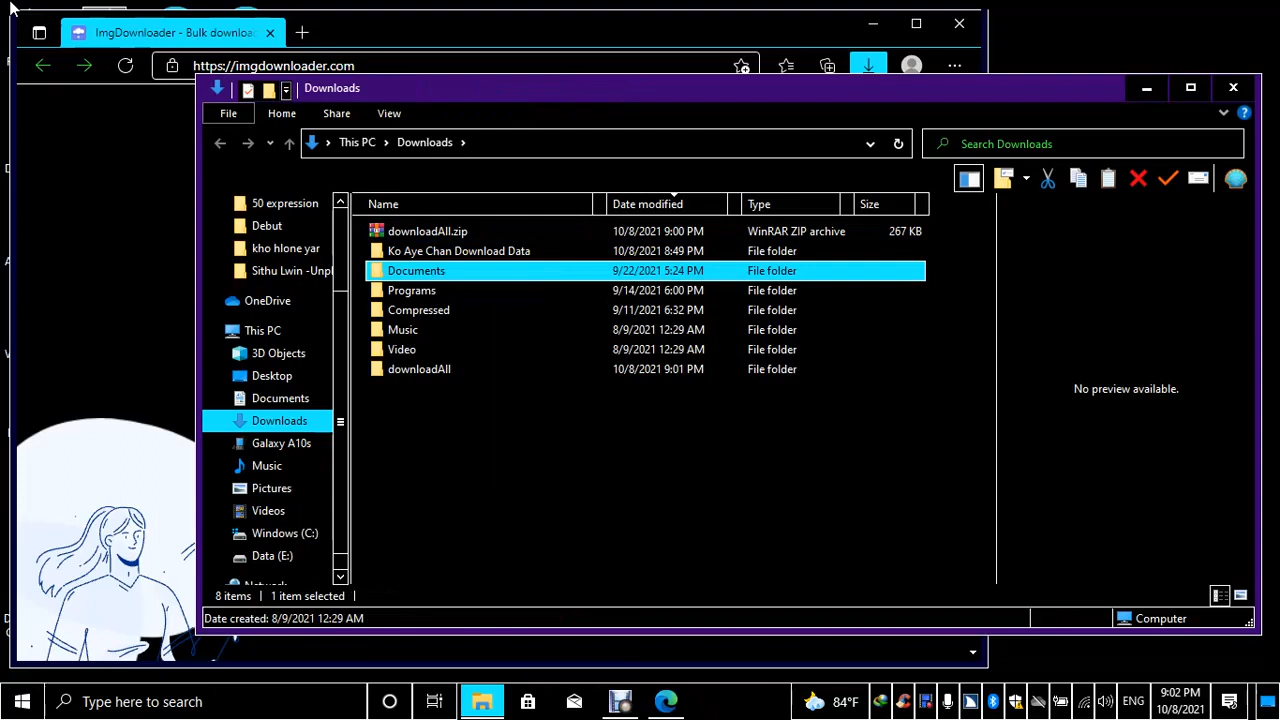 ImgDownloader - Bulk download
https://imgdownloader.com
Downloads
File Home Share View
This PC Downloads
Search Downloads
Name Date modified Type Size
downloadAll.zip 10/8/2021 9:00 PM WinRAR ZIP archive 267 KB
Ko Aye Chan Download Data 10/8/2021 8:49 PM File folder
Documents 9/22/2021 5:24 PM File folder
Programs 9/14/2021 6:00 PM File folder
Compressed 9/11/2021 6:32 PM File folder
Music 8/9/2021 12:29 AM File folder
Video 8/9/2021 12:29 AM File folder
downloadAll 10/8/2021 9:01 PM File folder
50 expression
Debut
kho hlone yar
Sithu Lwin -Unpl
OneDrive
This PC
3D Objects
Desktop
Documents
Downloads
Galaxy A10s
Music
Pictures
Videos
Windows (C:)
Data (E:)
Network
No preview available.
8 items 1 item selected
Date created: 8/9/2021 12:29 AM
Computer
Type here to search
84°F
ENG
9:02 PM
10/8/2021